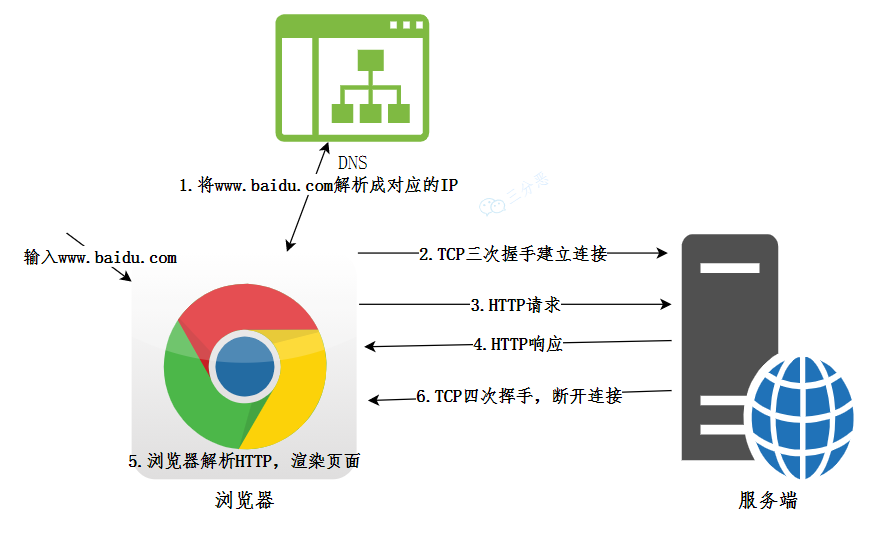 DNS
1.将www.baidu.com解析成对应的IP
三分恶
输入www.baidu.com
2.TCP三次握手建立连接
3.HTTP请求
4.HTTP响应
6.TCP四次挥手，断开连接
5.浏览器解析HTTP，渲染页面
浏览器
服务端